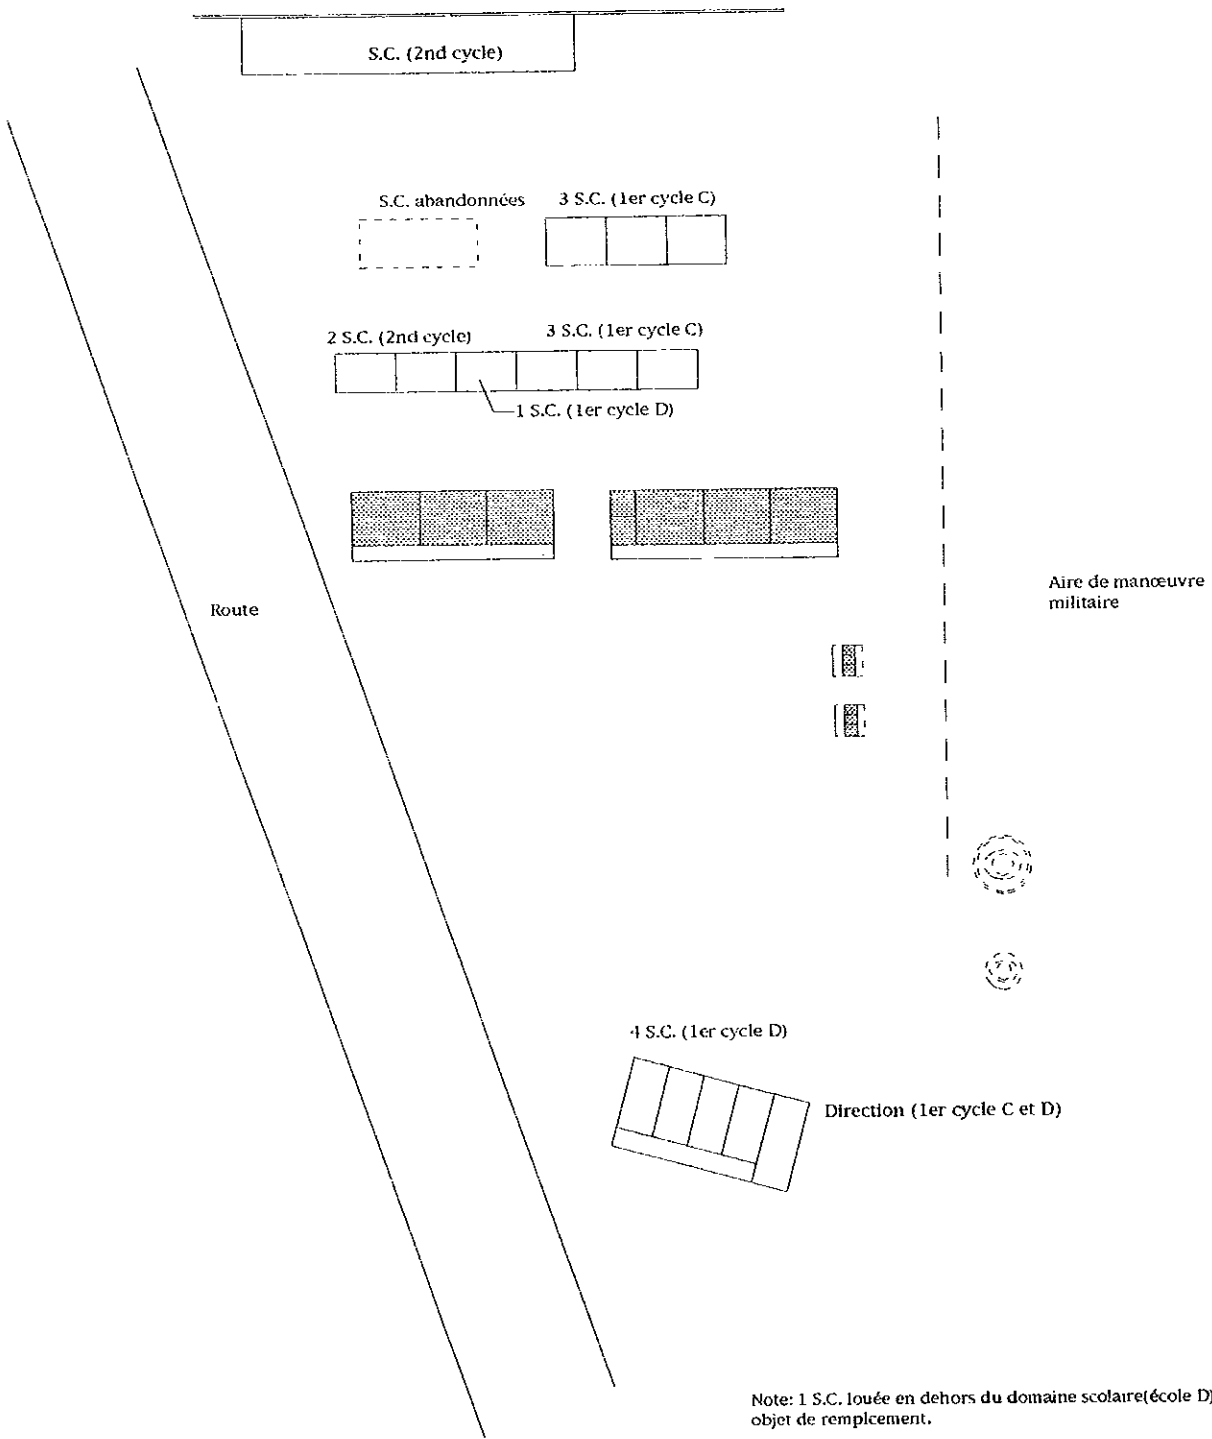 S.C. (2nd cycle)
S.C. abandonnées
3 S.C. (1er cycle C)
2 S.C. (2nd cycle)
3 S.C. (1er cycle C)
1 S.C. (1er cycle D)
Route
Aire de manœuvre
militaire
4 S.C. (1er cycle D)
Direction (1er cycle C et D)
Note: 1 S.C. louée en dehors du domaine scolaire(école D)
objet de remplcement.